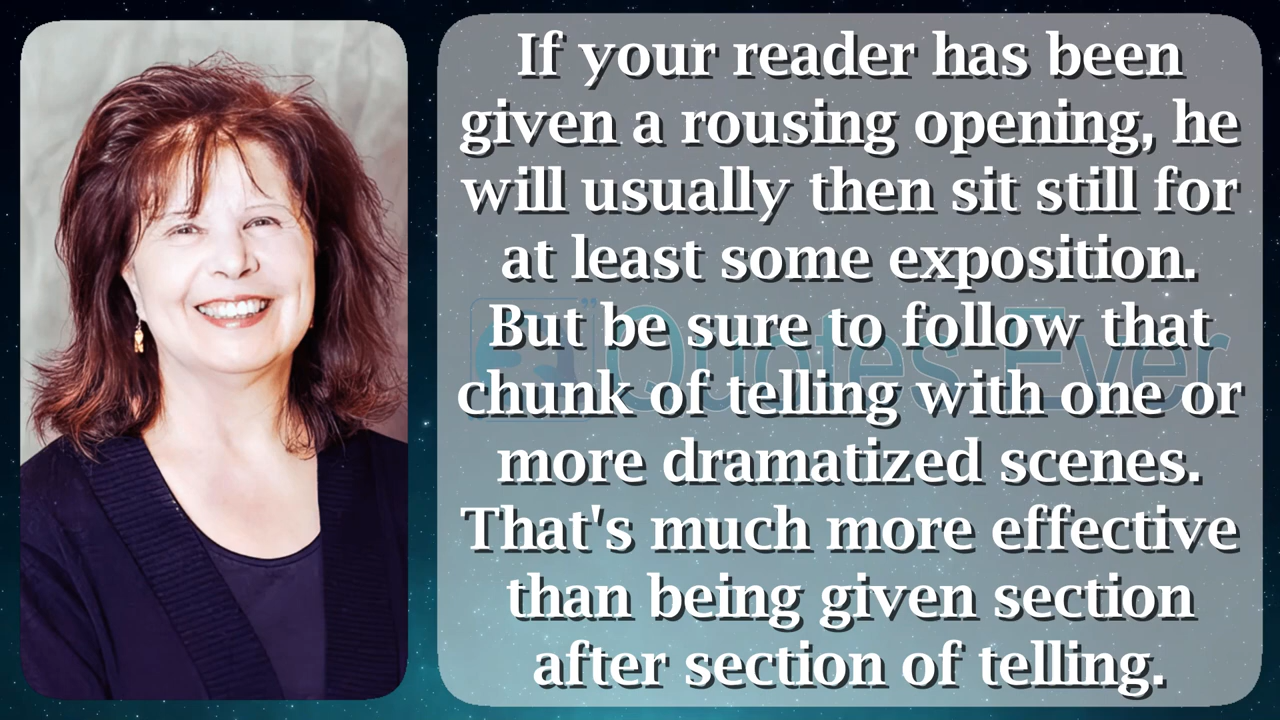 If your reader has been
given a rousing opening, he
will usually then sit still for
at least some exposition.
But be sure to follow that
chunk of telling with one or
more dramatized scenes.
That's much more effective
than being given section
after section of telling.
Quotes Ever